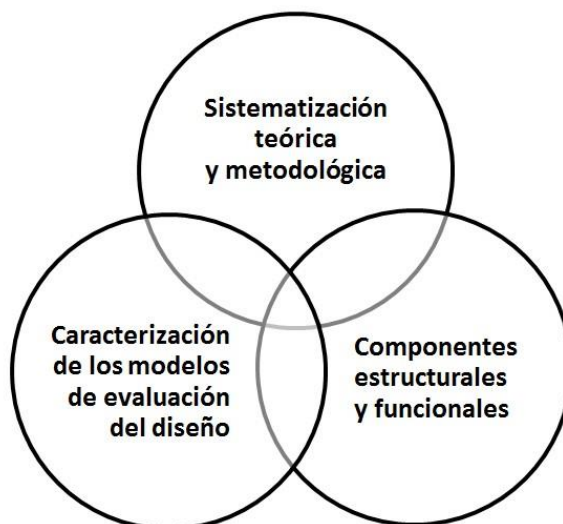 Sistematización
teórica
y metodológica
Caracterización
de los modelos
de evaluación
del diseño
Componentes
estructurales
y funcionales